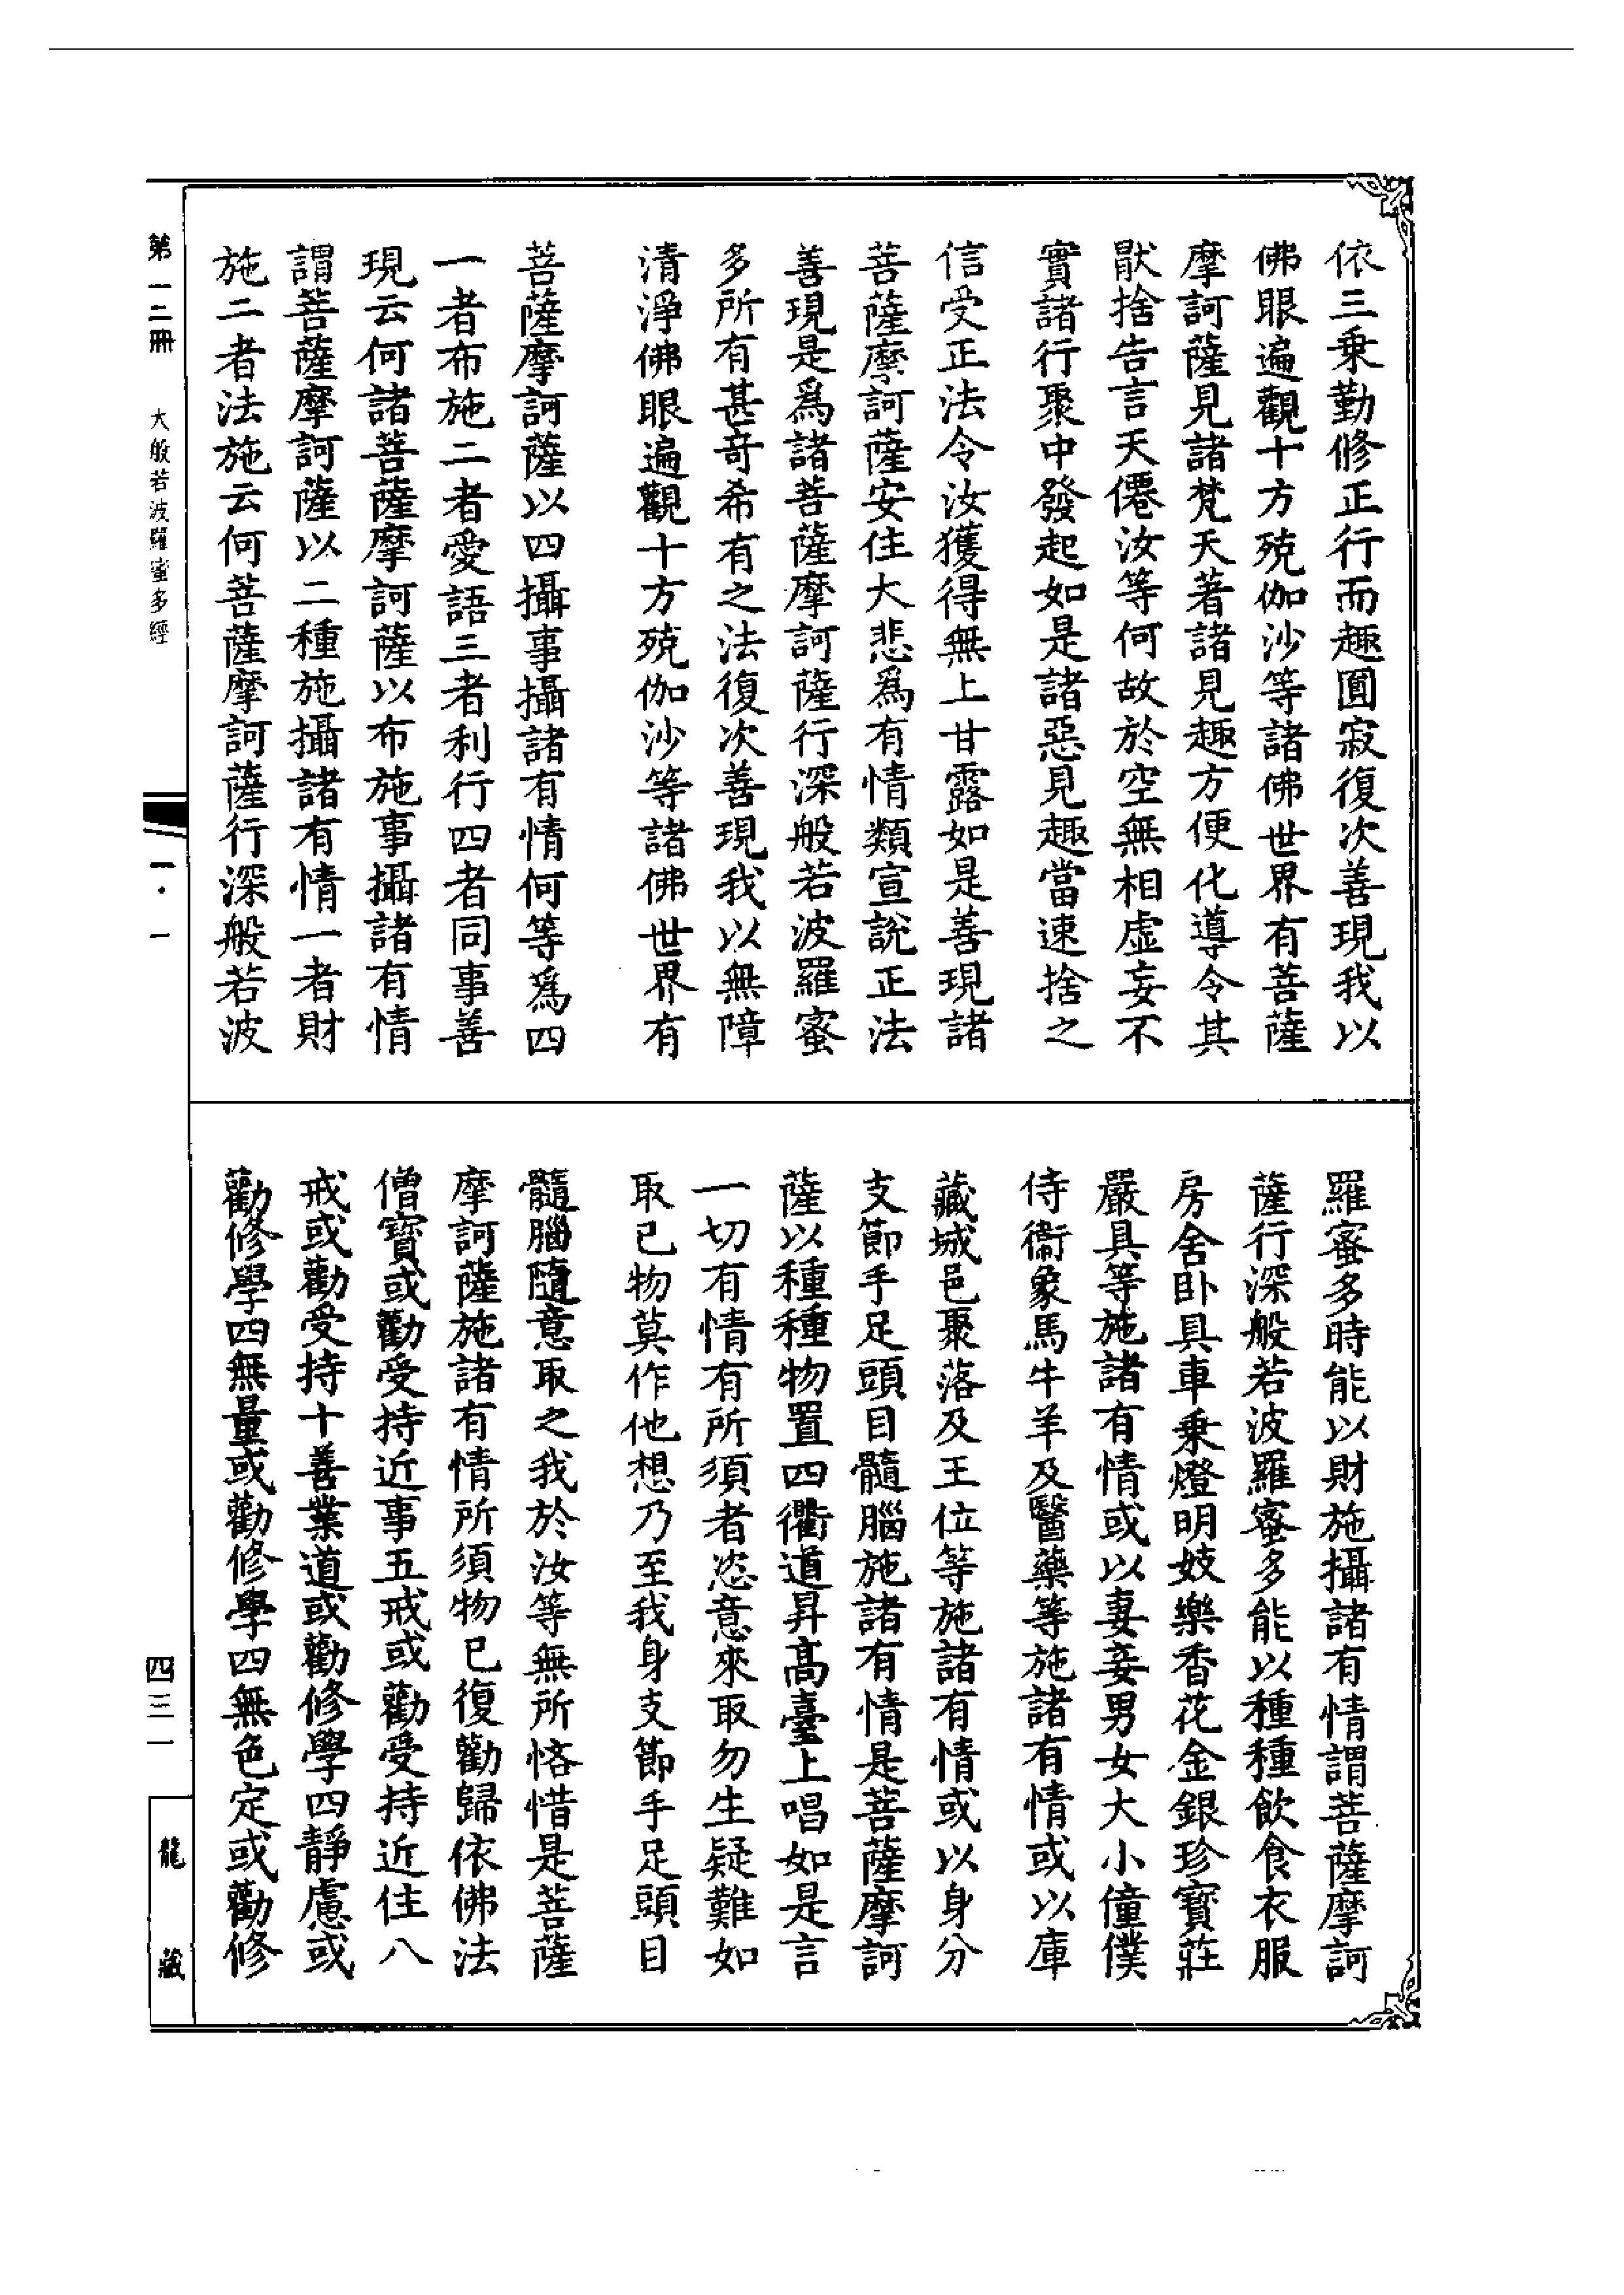 依三乘勤修正行而趣圓寂復次善現我以
佛眼遍觀十方殑伽沙等諸佛世界有菩薩
摩訶薩見諸梵天著諸見趣方便化導令其
猒捨告言天僊汝等何故於空無相虛妄不
實諸行聚中發起如是諸惡見趣當速捨之
信受正法令汝獲得無上甘露如是善現諸
菩薩摩訶薩安住大悲爲有情類宣說正法
善現是爲諸菩薩摩訶薩行深般若波羅蜜
多所有甚奇希有之法復次善現我以無障
清淨佛眼遍觀十方殑伽沙等諸佛世界有
菩薩摩訶薩以四攝事攝諸有情何等爲四
一者布施二者愛語三者利行四者同事善
現云何諸菩薩摩訶薩以布施事攝諸有情
謂菩薩摩訶薩以二種施攝諸有情一者財
施二者法施云何菩薩摩訶薩行深般若波
羅蜜多時能以財施攝諸有情謂菩薩摩訶
薩行深般若波羅蜜多能以種種飲食衣服
房舍臥具車乘燈明妓樂香花金銀珍寶莊
嚴具等施諸有情或以妻妾男女大小僮僕
侍衛象馬牛羊及醫藥等施諸有情或以庫
藏城邑聚落及王位等施諸有情或以身分
支節手足頭目髓腦施諸有情是菩薩摩訶
薩以種種物置四衢道昇高臺上唱如是言
一切有情有所須者恣意來取勿生疑難如
取己物莫作他想乃至我身支節手足頭目
髓腦隨意取之我於汝等無所悋惜是菩薩
摩訶薩施諸有情所須物已復勸歸依佛法
僧寶或勸受持近事五戒或勸受持近住八
戒或勸受持十善業道或勸修學四靜慮或
勸修學四無量或勸修學四無色定或勸修
第一二冊 大般若波羅蜜多經 一·一 四三一 龍藏